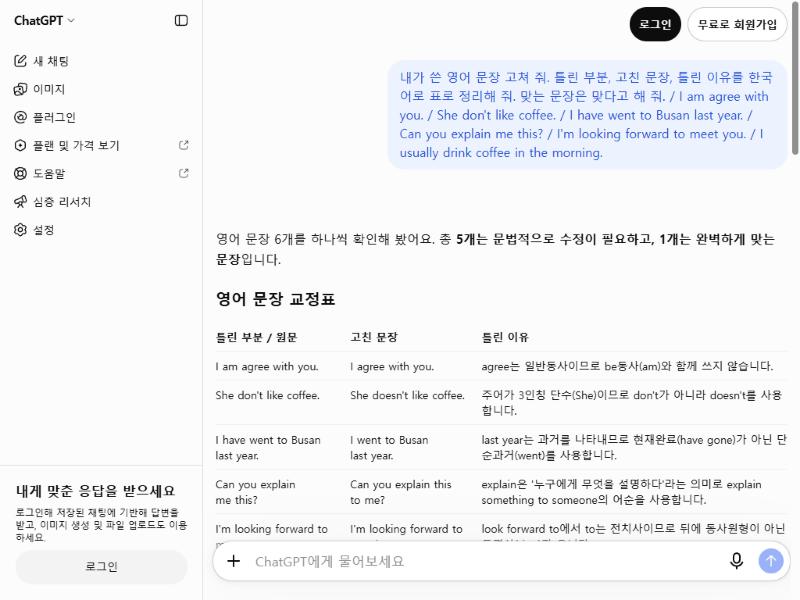 ChatGPT
새 채팅
이미지
플러그인
플랜 및 가격 보기
도움말
심층 리서치
설정
내게 맞춘 응답을 받으세요
로그인해 저장된 채팅에 기반해 답변을
받고, 이미지 생성 및 파일 업로드도 이용
하세요.
로그인
로그인
무료로 회원가입
내가 쓴 영어 문장 고쳐 줘. 틀린 부분, 고친 문장, 틀린 이유를 한국
어로 표로 정리해 줘. 맞는 문장은 맞다고 해 줘. / I am agree with
you. / She don't like coffee. / I have went to Busan last year. /
Can you explain me this? / I'm looking forward to meet you. / I
usually drink coffee in the morning.
영어 문장 6개를 하나씩 확인해 봤어요. 총 5개는 문법적으로 수정이 필요하고, 1개는 완벽하게 맞는
문장입니다.
영어 문장 교정표
틀린 부분 / 원문 고친 문장 틀린 이유
I am agree with you. I agree with you. agree는 일반동사이므로 be동사(am)와 함께 쓰지 않습니다.
She don't like coffee. She doesn't like coffee. 주어가 3인칭 단수(She)이므로 don't가 아니라 doesn't를 사용
합니다.
I have went to Busan I went to Busan last year는 과거를 나타내므로 현재완료(have gone)가 아닌 단
last year. last year. 순과거(went)를 사용합니다.
Can you explain Can you explain this explain은 '누구에게 무엇을 설명하다'라는 의미로 explain
me this? to me? something to someone의 어순을 사용합니다.
I'm looking forward to I'm looking forward to look forward to에서 to는 전치사이므로 뒤에 동사원형이 아닌
ChatGPT에게 물어보세요